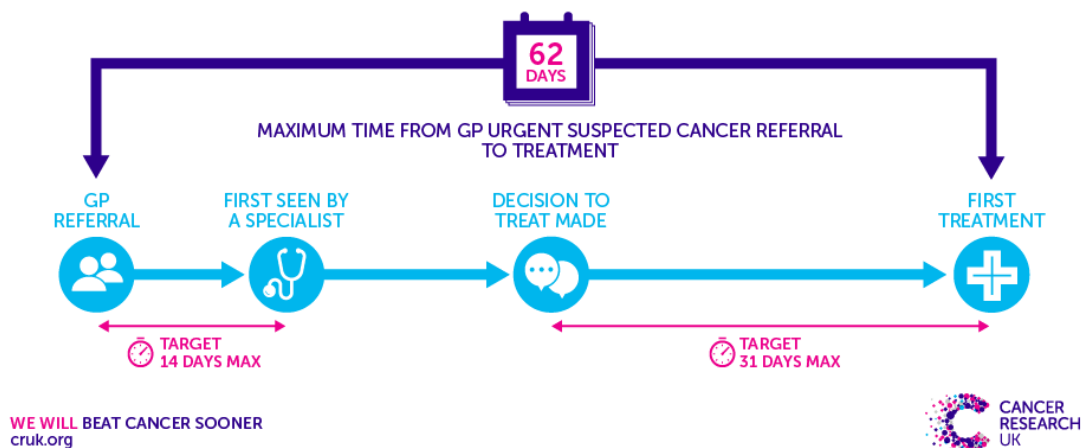 62
DAYS
MAXIMUM TIME FROM GP URGENT SUSPECTED CANCER REFERRAL
TO TREATMENT
GP
REFERRAL
FIRST SEEN BY
A SPECIALIST
DECISION TO
TREAT MADE
FIRST
TREATMENT
TARGET
14 DAYS MAX
TARGET
31 DAYS MAX
WE WILL BEAT CANCER SOONER
cruk.org
CANCER
RESEARCH
UK